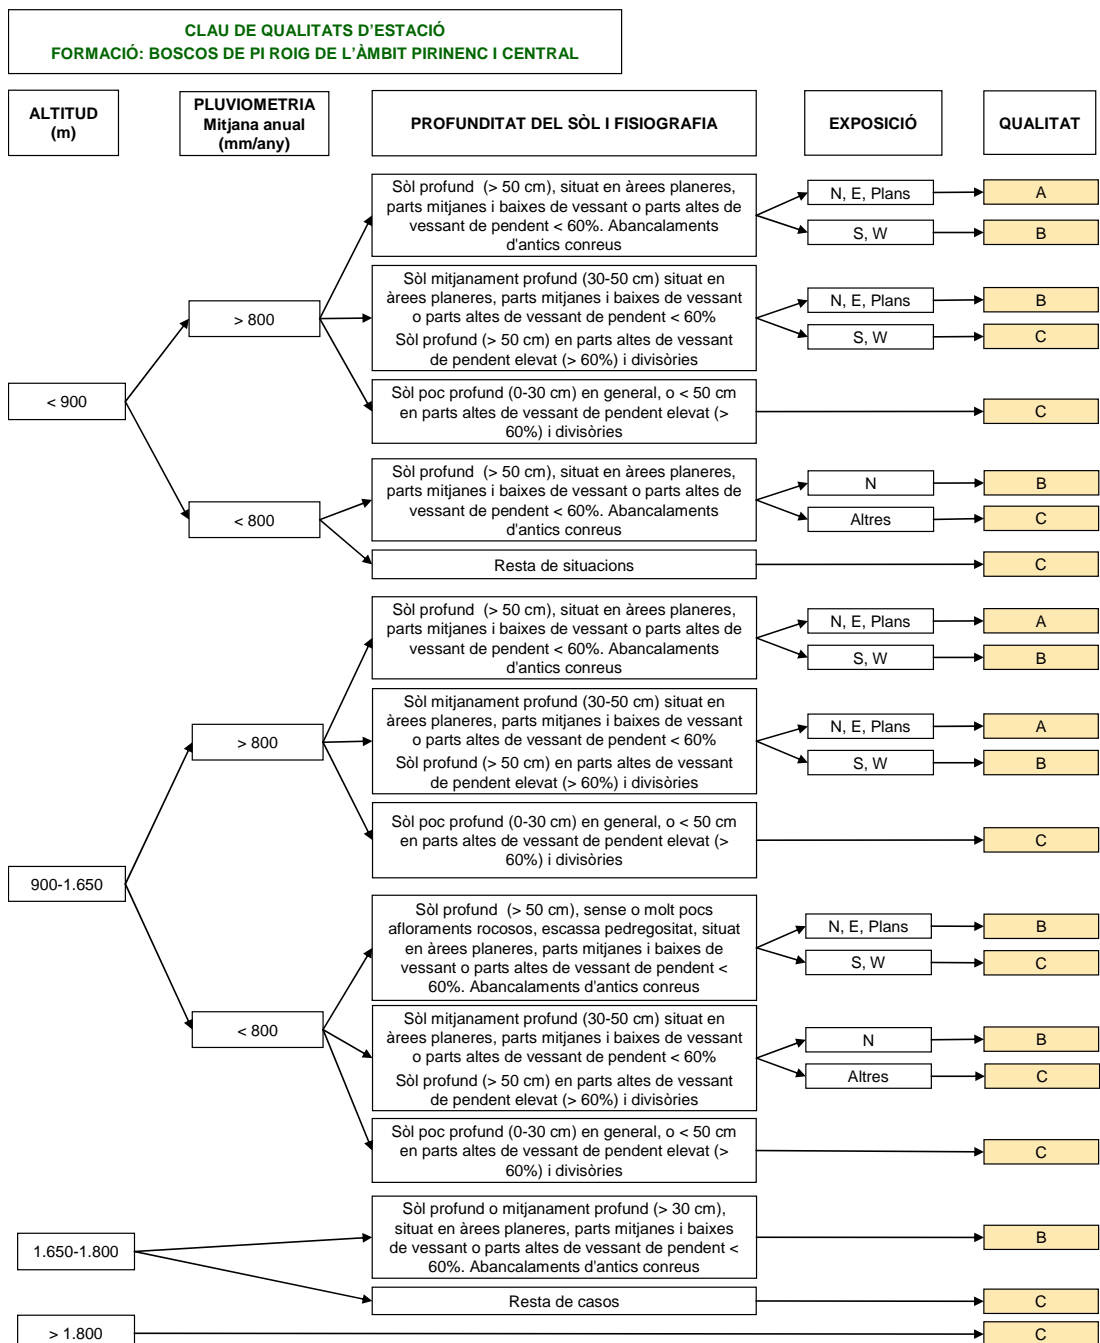 CLAU DE QUALITATS D'ESTACIÓ
FORMACIÓ: BOSCOS DE PI ROIG DE L'ÀMBIT PIRINENC I CENTRAL
ALTITUD
(m)
PLUVIOMETRIA
Mitjana anual
(mm/any)
PROFUNDITAT DEL SÒL I FISIOGRAFIA
EXPOSICIÓ
QUALITAT
< 900
> 800
Sòl profund (> 50 cm), situat en àrees planeres,
parts mitjanes i baixes de vessant o parts altes de
vessant de pendent < 60%. Abancalaments
d'antics conreus
N, E, Plans
A
S, W
B
Sòl mitjanament profund (30-50 cm) situat en
àrees planeres, parts mitjanes i baixes de vessant
o parts altes de vessant de pendent < 60%
Sòl profund (> 50 cm) en parts altes de vessant
de pendent elevat (> 60%) i divisòries
N, E, Plans
B
S, W
C
Sòl poc profund (0-30 cm) en general, o < 50 cm
en parts altes de vessant de pendent elevat (>
60%) i divisòries
C
< 800
Sòl profund (> 50 cm), situat en àrees planeres,
parts mitjanes i baixes de vessant o parts altes de
vessant de pendent < 60%. Abancalaments
d'antics conreus
N
B
Altres
C
Resta de situacions
C
900-1.650
> 800
Sòl profund (> 50 cm), situat en àrees planeres,
parts mitjanes i baixes de vessant o parts altes de
vessant de pendent < 60%. Abancalaments
d'antics conreus
N, E, Plans
A
S, W
B
Sòl mitjanament profund (30-50 cm) situat en
àrees planeres, parts mitjanes i baixes de vessant
o parts altes de vessant de pendent < 60%
Sòl profund (> 50 cm) en parts altes de vessant
de pendent elevat (> 60%) i divisòries
N, E, Plans
A
S, W
B
Sòl poc profund (0-30 cm) en general, o < 50 cm
en parts altes de vessant de pendent elevat (>
60%) i divisòries
C
< 800
Sòl profund (> 50 cm), sense o molt pocs
afloraments rocosos, escassa pedregositat, situat
en àrees planeres, parts mitjanes i baixes de
vessant o parts altes de vessant de pendent <
60%. Abancalaments d'antics conreus
N, E, Plans
B
S, W
C
Sòl mitjanament profund (30-50 cm) situat en
àrees planeres, parts mitjanes i baixes de vessant
o parts altes de vessant de pendent < 60%
Sòl profund (> 50 cm) en parts altes de vessant
de pendent elevat (> 60%) i divisòries
N
B
Altres
C
Sòl poc profund (0-30 cm) en general, o < 50 cm
en parts altes de vessant de pendent elevat (>
60%) i divisòries
C
1.650-1.800
Sòl profund o mitjanament profund (> 30 cm),
situat en àrees planeres, parts mitjanes i baixes
de vessant o parts altes de vessant de pendent <
60%. Abancalaments d'antics conreus
B
Resta de casos
C
> 1.800
C